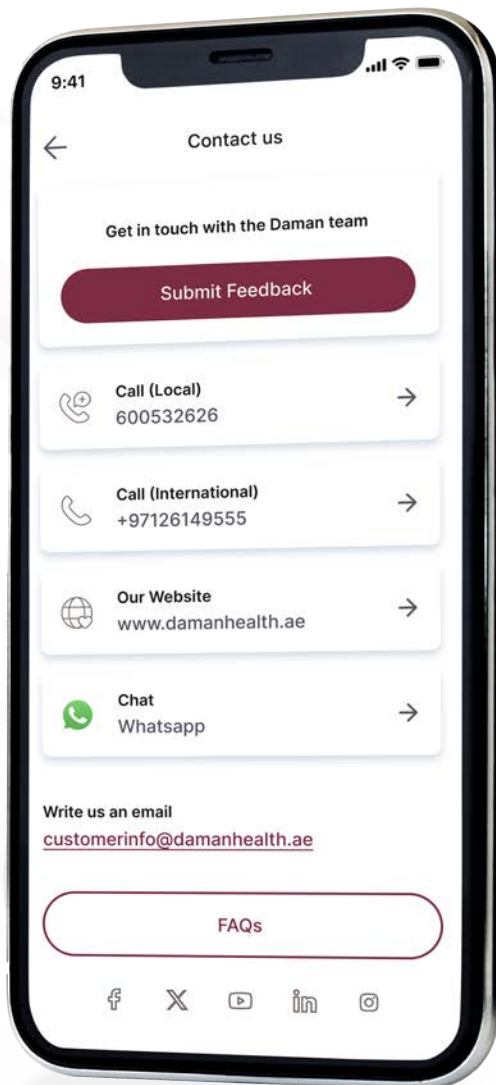 9:41
Contact us
Get in touch with the Daman team
Submit Feedback
Call (Local)
600532626
Call (International)
+97126149555
Our Website
www.damanhealth.ae
Chat
Whatsapp
Write us an email
customerinfo@damanhealth.ae
FAQs